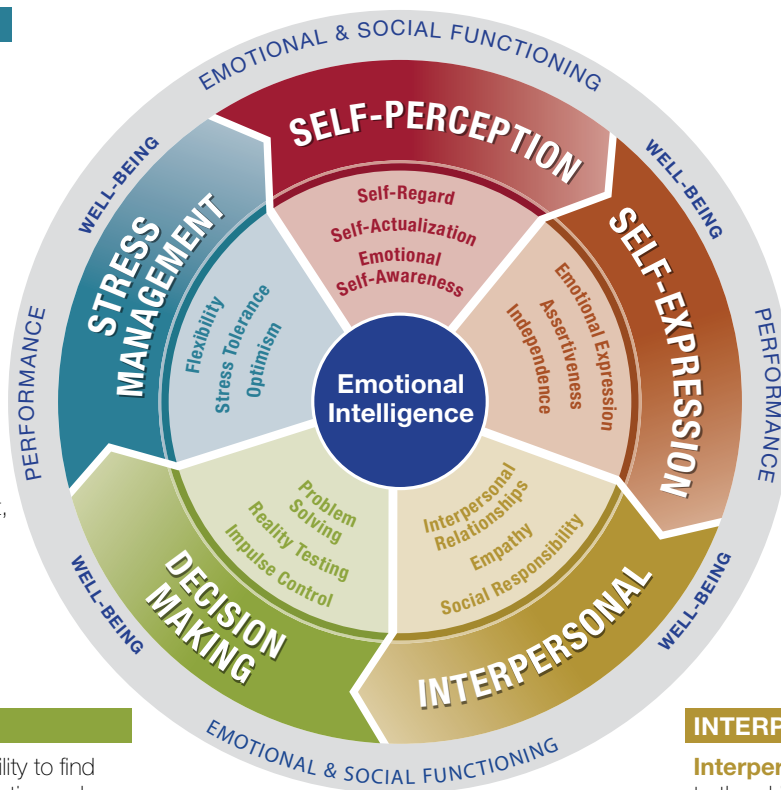 EMOTIONAL & SOCIAL FUNCTIONING
WELL-BEING
WELL-BEING
PERFORMANCE
PERFORMANCE
SELF-PERCEPTION
Self-Regard
Self-Actualization
Emotional
Self-Awareness
SELF-EXPRESSION
Emotional Expression
Assertiveness
Independence
STRESS
MANAGEMENT
Flexibility
Stress Tolerance
Optimism
Emotional
Intelligence
Interpersonal
Relationships
Empathy
Social Responsibility
INTERPERSONAL
Problem
Solving
Reality Testing
Impulse Control
DECISION
MAKING
WELL-BEING
WELL-BEING
EMOTIONAL & SOCIAL FUNCTIONING
to find
INTERP
Interper